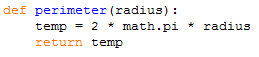 def perimeter(radius):
    temp = 2 * math.pi * radius
    return temp